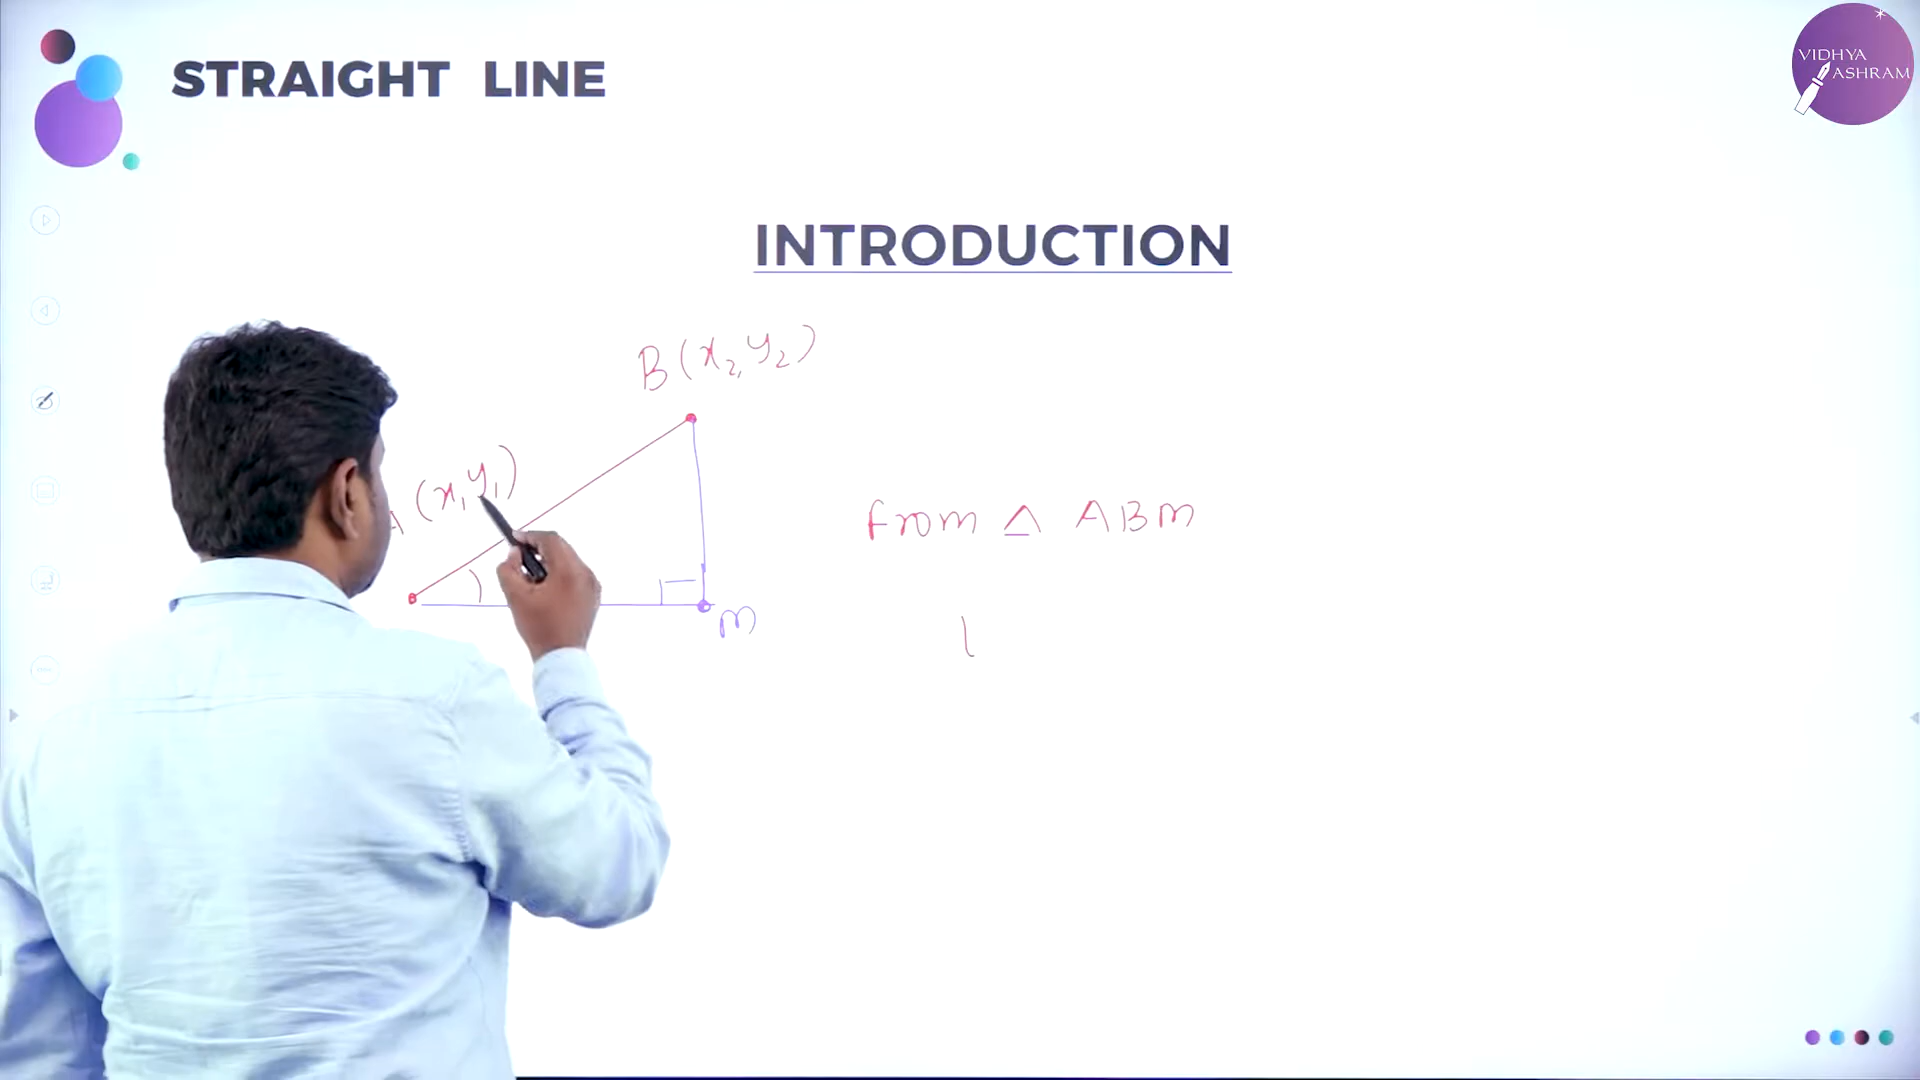 STRAIGHT LINE
VIDHYA
ASHRAM
INTRODUCTION
B (x₂, y₂)
A (x₁ y₁)
From △ ABM
M